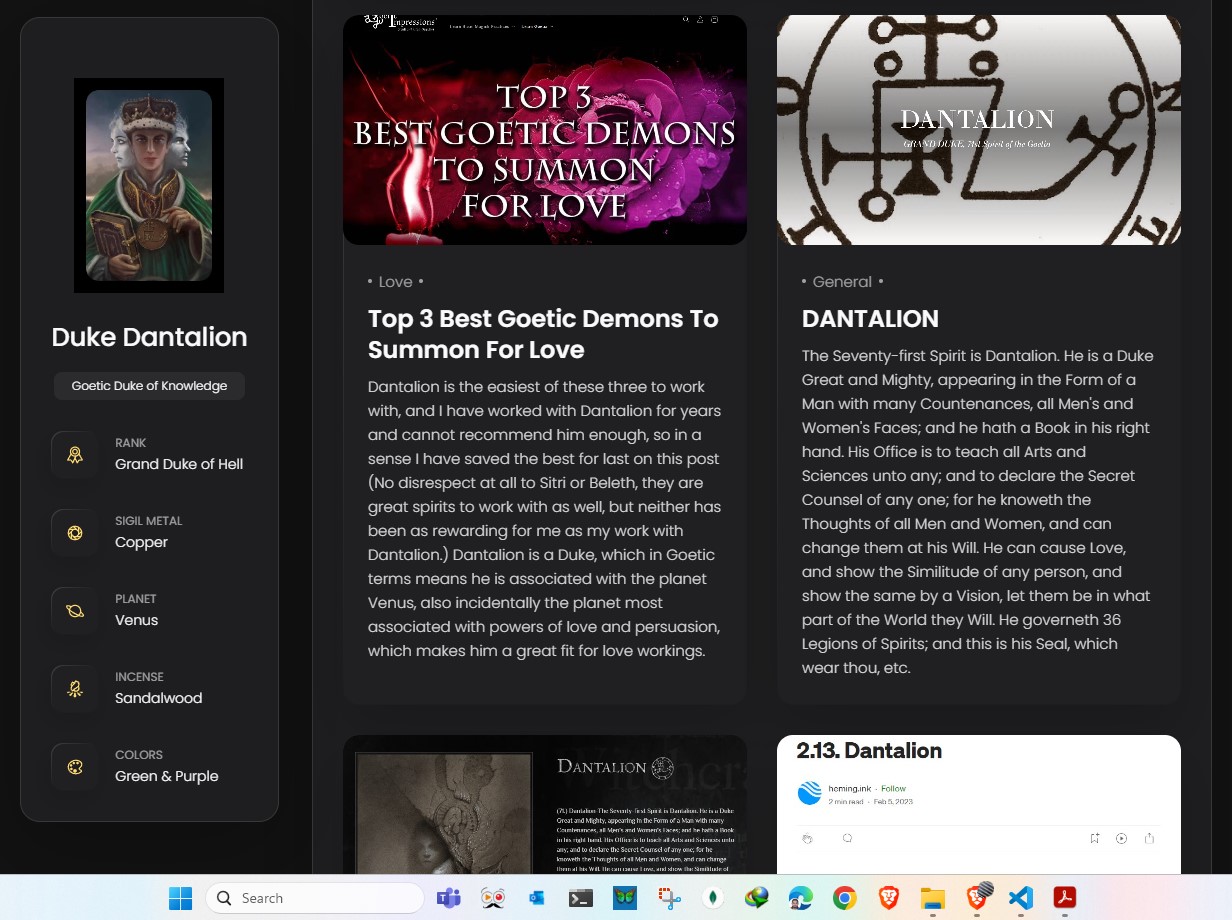 Duke Dantalion
Goetic Duke of Knowledge
RANK
Grand Duke of Hell
SIGIL METAL
Copper
PLANET
Venus
INCENSE
Sandalwood
COLORS
Green & Purple
Impressions
TOP 3
BEST GOETIC DEMONS
TO SUMMON
FOR LOVE
• Love •
Top 3 Best Goetic Demons To
Summon For Love
Dantalion is the easiest of these three to work
with, and I have worked with Dantalion for years
and cannot recommend him enough, so in a
sense I have saved the best for last on this post
(No disrespect at all to Sitri or Beleth, they are
great spirits to work with as well, but neither has
been as rewarding for me as my work with
Dantalion.) Dantalion is a Duke, which in Goetic
terms means he is associated with the planet
Venus, also incidentally the planet most
associated with powers of love and persuasion,
which makes him a great fit for love workings.
DANTALION
GRAND DUKE, 71st Spirit of the Goetia
• General •
DANTALION
The Seventy-first Spirit is Dantalion. He is a Duke
Great and Mighty, appearing in the Form of a
Man with many Countenances, all Men's and
Women's Faces; and he hath a Book in his right
hand. His Office is to teach all Arts and
Sciences unto any; and to declare the Secret
Counsel of any one; for he knoweth the
Thoughts of all Men and Women, and can
change them at his Will. He can cause Love,
and show the Similitude of any person, and
show the same by a Vision, let them be in what
part of the World they Will. He governeth 36
Legions of Spirits; and this is his Seal, which
wear thou, etc.
DANTALION
(71.) Dantalion The Seventy-first Spirit is Dantalion. He is a Duke
Great and Mighty, appearing in the Form of a Man with many
Countenances, all Men's and Women's Faces; and he hath a Book
in his right hand. His Office is to teach all Arts and Sciences unto
any; and to declare the Secret Counsel of any one; for he
knoweth the Thoughts of all Men and Women, and can change
them at his Will. He can cause Love, and show the Similitude of
2.13. Dantalion
heming.ink · Follow
2 min read · Feb 5, 2023
Search